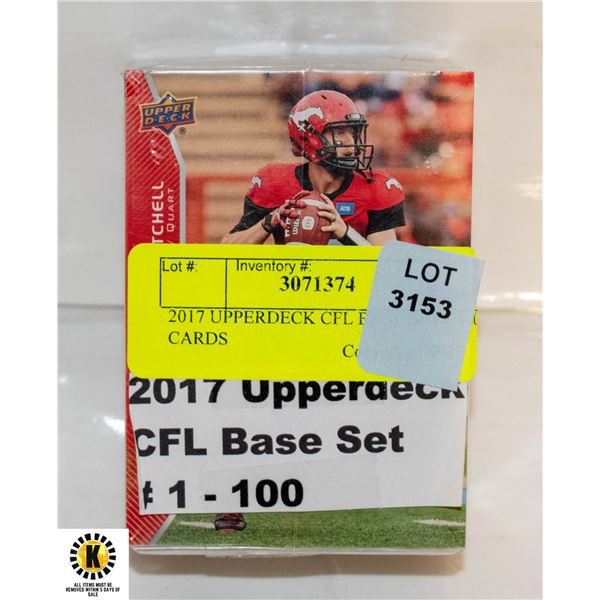 UPPER
DECK
TCHELL
QUART
ATB
Lot #:
Inventory #:
3071374
LOT
3153
2017 UPPERDECK CFL
CARDS
2017 Upperdeck
CFL Base Set
# 1 - 100
K
ALL ITEMS MUST BE
REMOVED WITHIN 5 DAYS OF
SALE